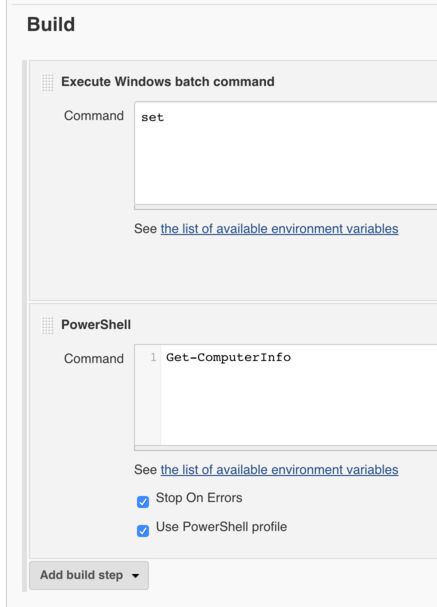 Build
Execute Windows batch command
Command
set
See the list of available environment variables
PowerShell
Command
1 Get-ComputerInfo
See the list of available environment variables
Stop On Errors
Use PowerShell profile
Add build step